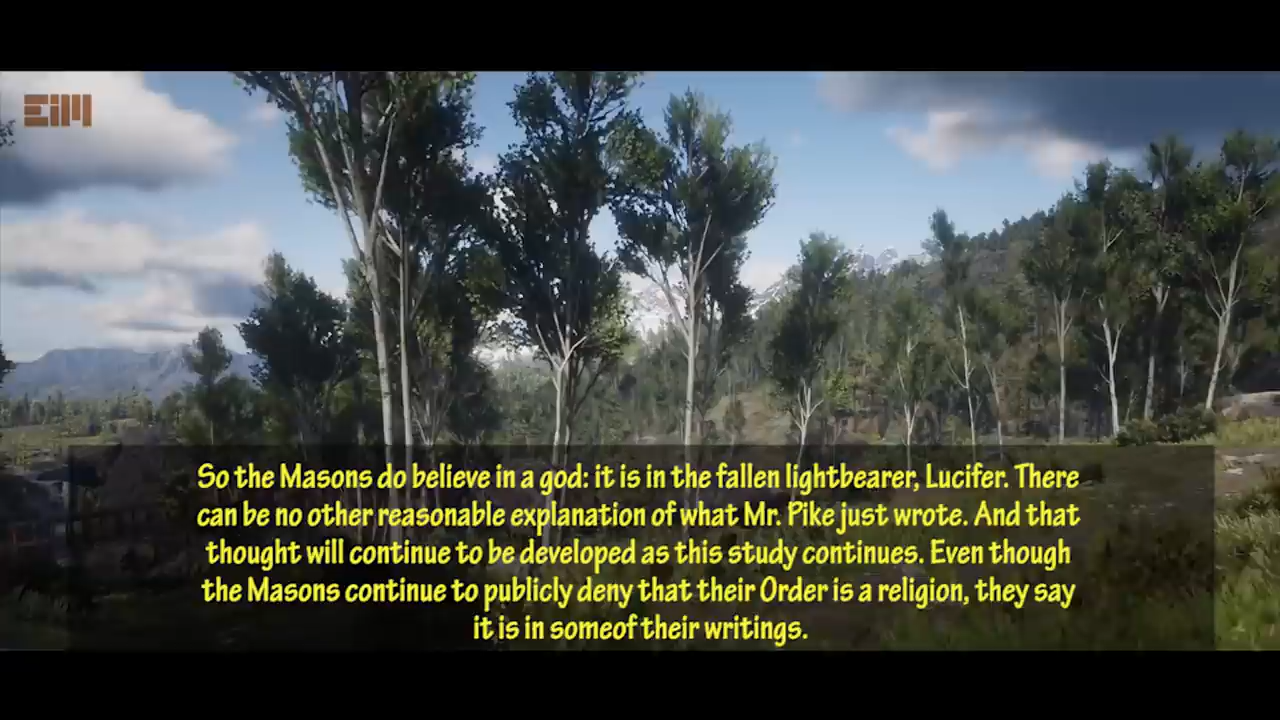 EIM
So the Masons do believe in a god: it is in the fallen lightbearer, Lucifer. There
can be no other reasonable explanation of what Mr. Pike just wrote. And that
thought will continue to be developed as this study continues. Even though
the Masons continue to publicly deny that their Order is a religion, they say
it is in someof their writings.